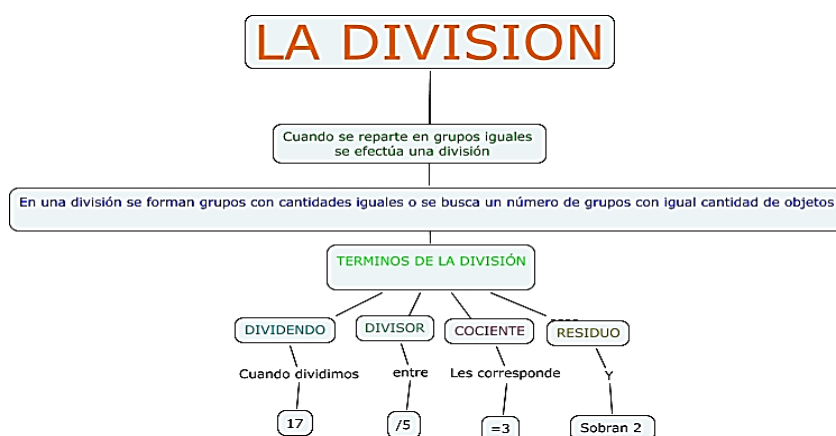 LA DIVISION
Cuando se reparte en grupos iguales
se efectúa una división
En una división se forman grupos con cantidades iguales o se busca un número de grupos con igual cantidad de objetos
TERMINOS DE LA DIVISIÓN
DIVIDENDO DIVISOR COCIENTE RESIDUO
Cuando dividimos entre Les corresponde Y
17 /5 =3 Sobran 2